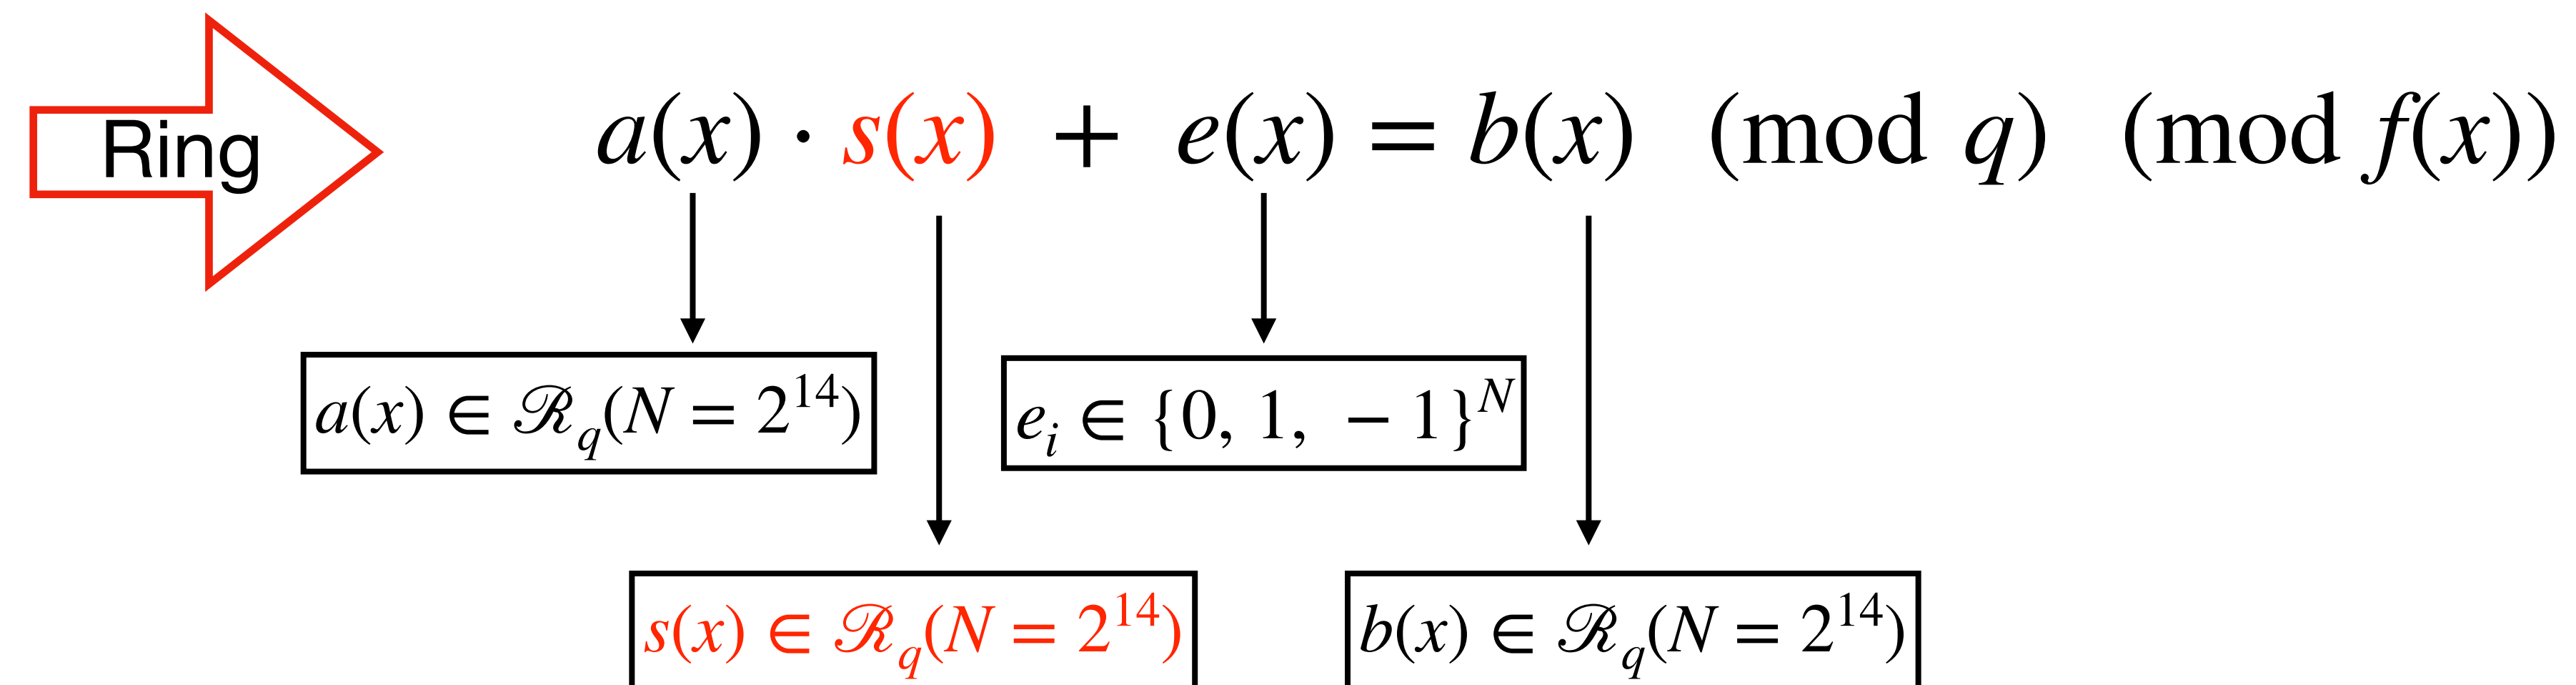 Ring
a(x) · s(x) + e(x) = b(x) (mod q) (mod f(x))
a(x) ∈ ℛ_q(N = 2^14)
e_i ∈ {0, 1, − 1}^N
s(x) ∈ ℛ_q(N = 2^14)
b(x) ∈ ℛ_q(N = 2^14)